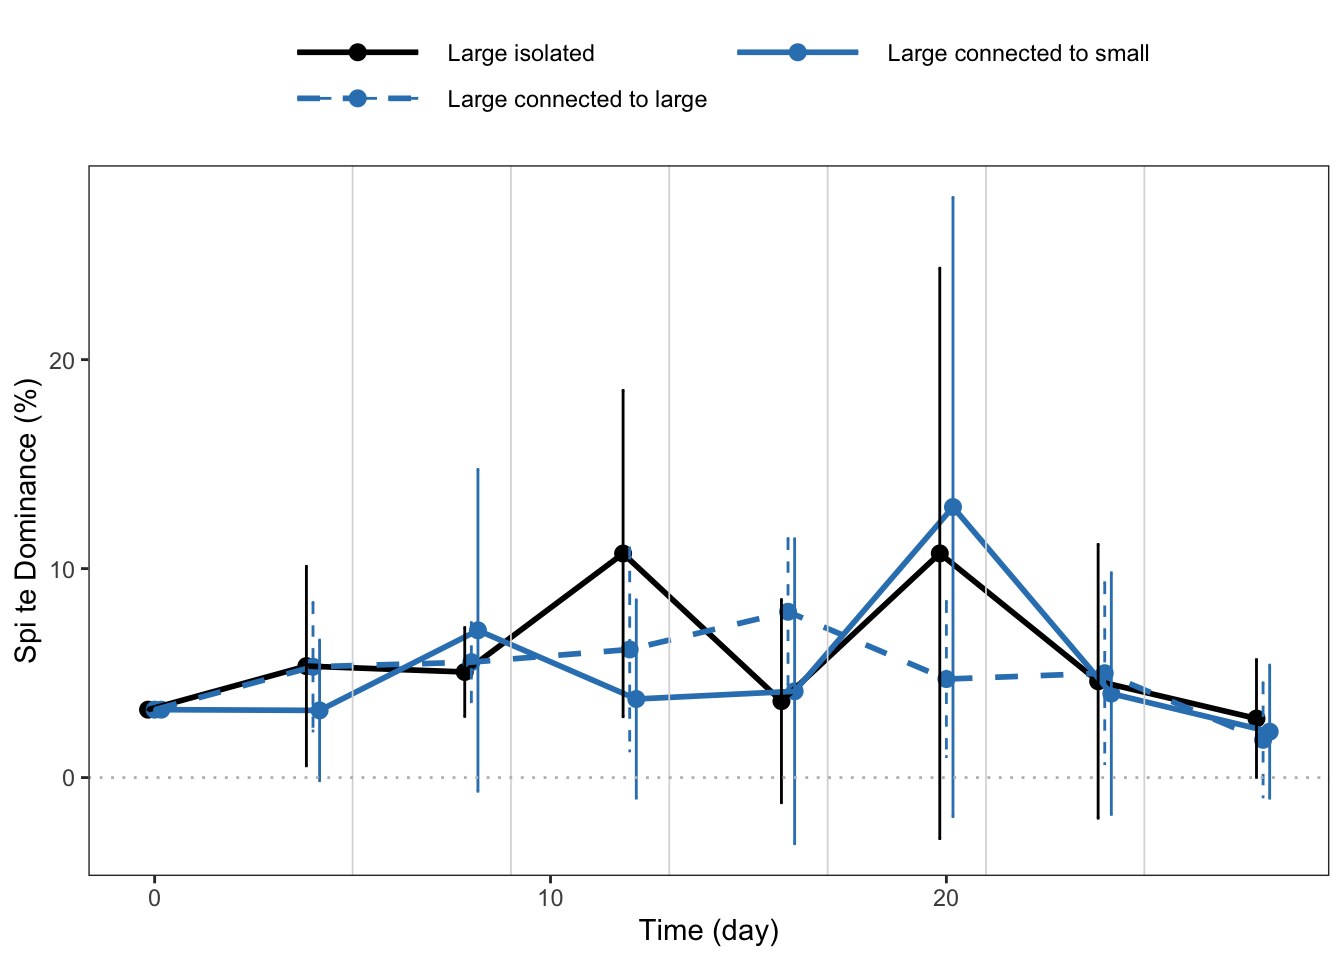 Large isolated
Large connected to small
Large connected to large
Spi te Dominance (%)
20
10
0
0
10
20
Time (day)